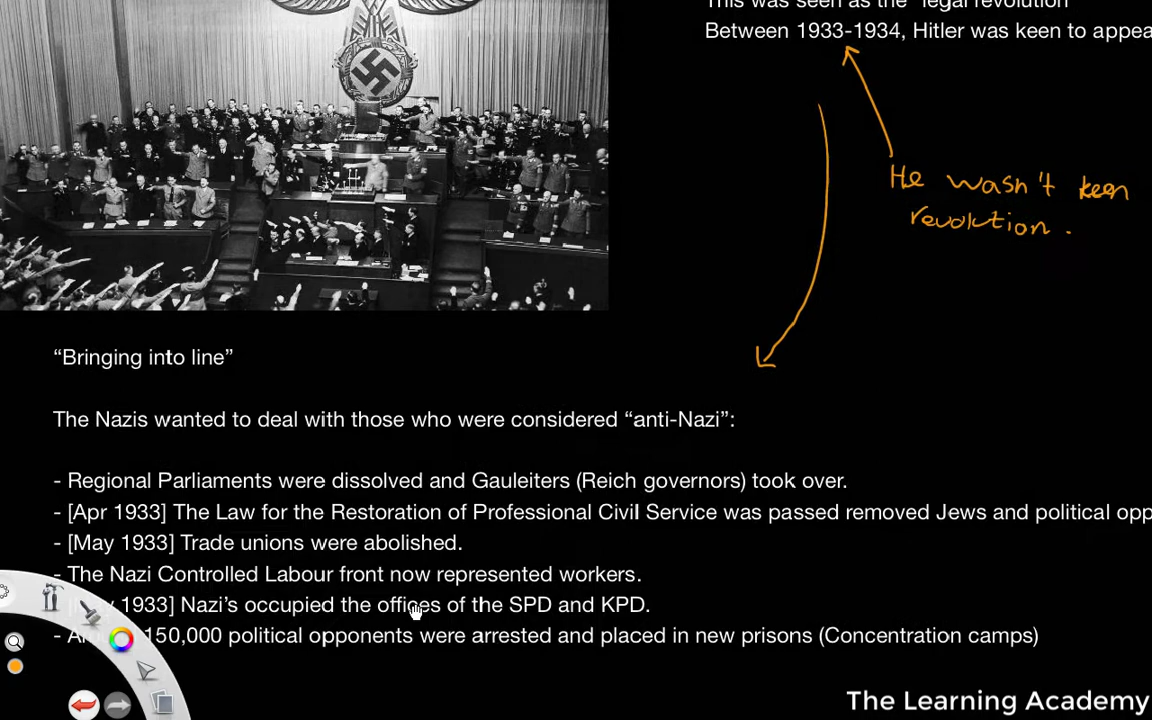 This was seen as the "legal revolution"
Between 1933-1934, Hitler was keen to appea
He wasn't keen
revolution.
“Bringing into line”
The Nazis wanted to deal with those who were considered “anti-Nazi”:
- Regional Parliaments were dissolved and Gauleiters (Reich governors) took over.
- [Apr 1933] The Law for the Restoration of Professional Civil Service was passed removed Jews and political opp
- [May 1933] Trade unions were abolished.
- The Nazi Controlled Labour front now represented workers.
1933] Nazi's occupied the offices of the SPD and KPD.
150,000 political opponents were arrested and placed in new prisons (Concentration camps)
The Learning Academy